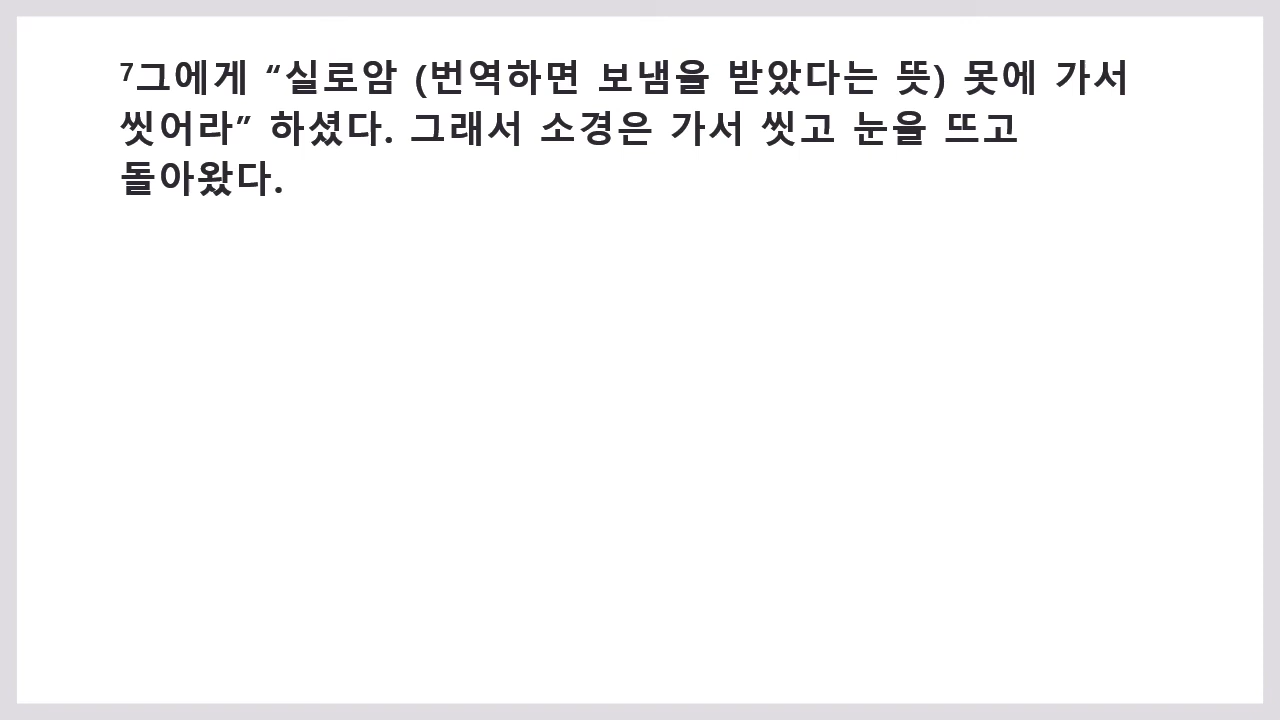 ⁷그에게 “실로암 (번역하면 보냄을 받았다는 뜻) 못에 가서
씻어라” 하셨다. 그래서 소경은 가서 씻고 눈을 뜨고
돌아왔다.